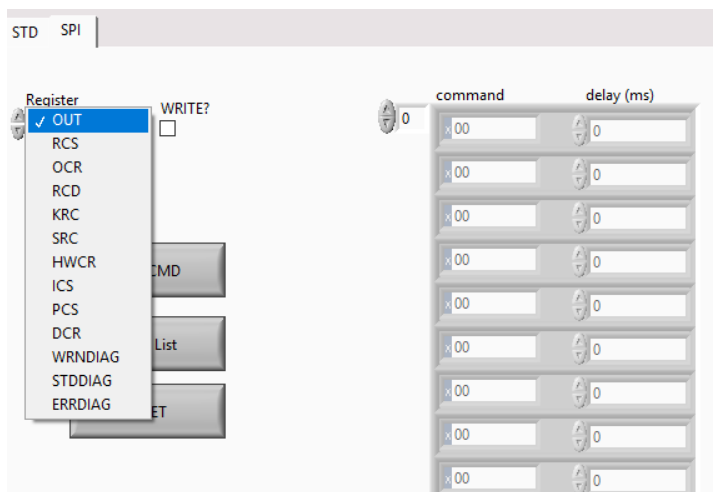 STD SPI
Register WRITE?
✓ OUT
RCS
OCR
RCD
KRC
SRC
HWCR
ICS
PCS
DCR
WRNDIAG
STDDIAG
ERRDIAG
CMD
List
ET
command delay (ms)
0 x 00 0
x 00 0
x 00 0
x 00 0
x 00 0
x 00 0
x 00 0
x 00 0
x 00 0